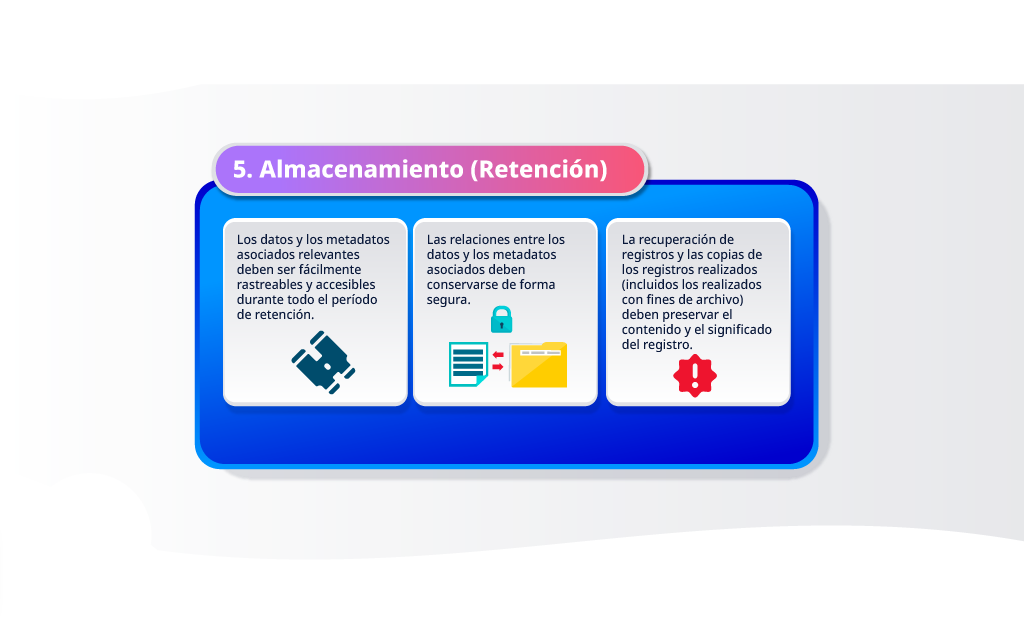 5. Almacenamiento (Retención)
Los datos y los metadatos
asociados relevantes
deben ser fácilmente
rastreables y accesibles
durante todo el período
de retención.
Las relaciones entre los
datos y los metadatos
asociados deben
conservarse de forma
segura.
La recuperación de
registros y las copias de
los registros realizados
(incluidos los realizados
con fines de archivo)
deben preservar el
contenido y el significado
del registro.